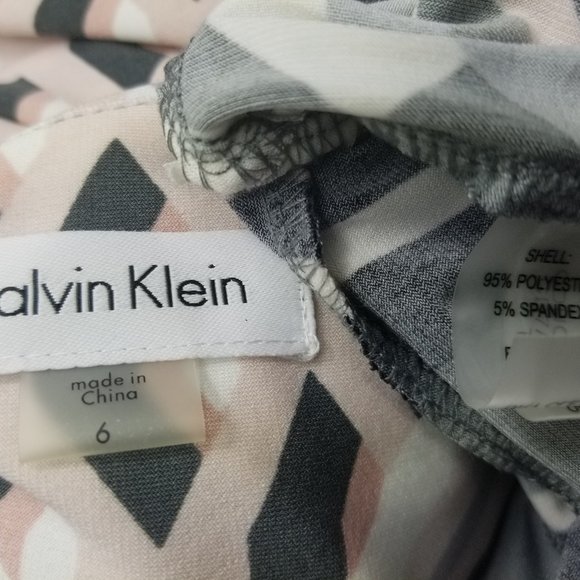 alvin Klein
made in
China
6
SHELL:
95% POLYEST
5% SPANDEX